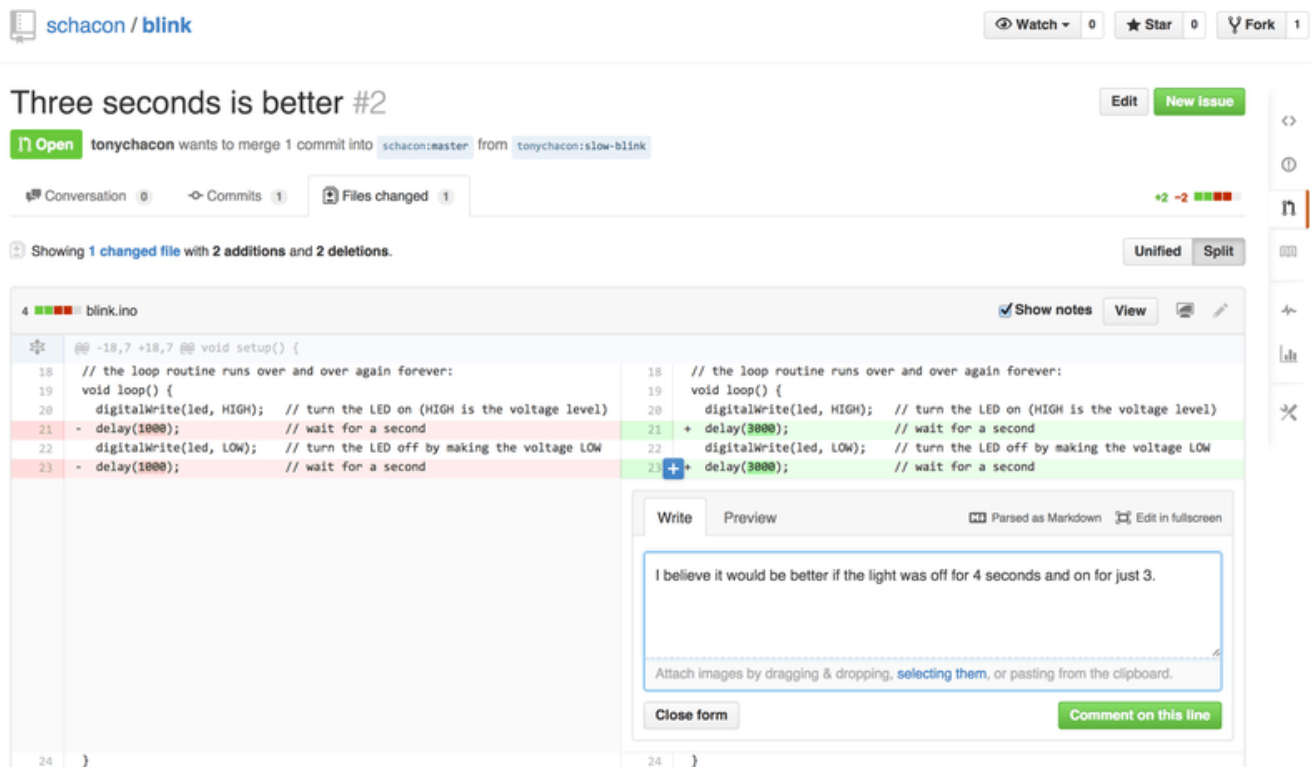 schacon / blink
Watch 0 Star 0 Fork 1
Three seconds is better #2
Edit New issue
Open tonychacon wants to merge 1 commit into schacon:master from tonychacon:slow-blink
Conversation 0 Commits 1 Files changed 1
+2 −2
Showing 1 changed file with 2 additions and 2 deletions.
Unified Split
4 blink.ino
Show notes View
@@ -18,7 +18,7 @@ void setup() {
18 // the loop routine runs over and over again forever:
19 void loop() {
20 digitalWrite(led, HIGH); // turn the LED on (HIGH is the voltage level)
21 - delay(1000); // wait for a second
22 digitalWrite(led, LOW); // turn the LED off by making the voltage LOW
23 - delay(1000); // wait for a second
24 }
18 // the loop routine runs over and over again forever:
19 void loop() {
20 digitalWrite(led, HIGH); // turn the LED on (HIGH is the voltage level)
21 + delay(3000); // wait for a second
22 digitalWrite(led, LOW); // turn the LED off by making the voltage LOW
23 + delay(3000); // wait for a second
Write Preview Parsed as Markdown Edit in fullscreen
I believe it would be better if the light was off for 4 seconds and on for just 3.
Attach images by dragging & dropping, selecting them, or pasting from the clipboard.
Close form Comment on this line
24 }